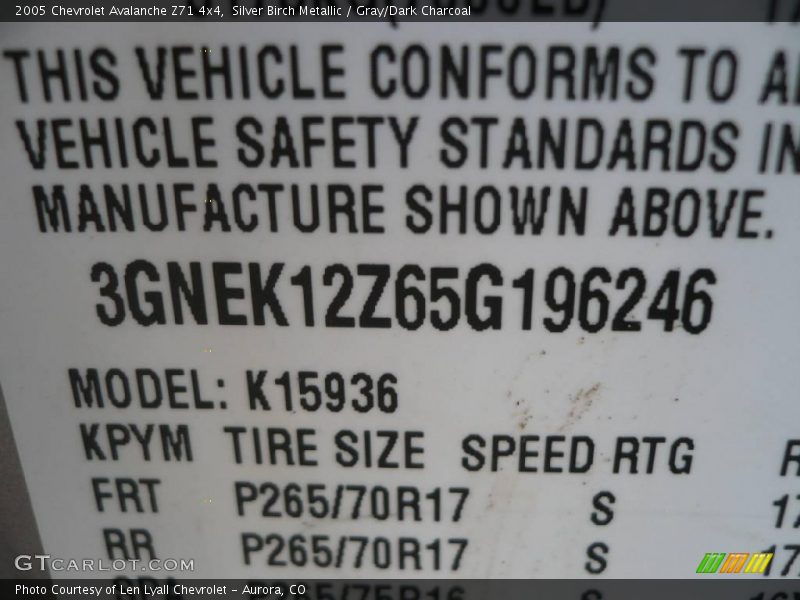 2005 Chevrolet Avalanche Z71 4x4, Silver Birch Metallic / Gray/Dark Charcoal
THIS VEHICLE CONFORMS TO
VEHICLE SAFETY STANDARDS IN
MANUFACTURE SHOWN ABOVE.
3GNEK12Z65G196246
MODEL: K15936
KPYM TIRE SIZE SPEED RTG
FRT P265/70R17 S
RR P265/70R17 S
GTCARLOT.COM
Photo Courtesy of Len Lyall Chevrolet - Aurora, CO